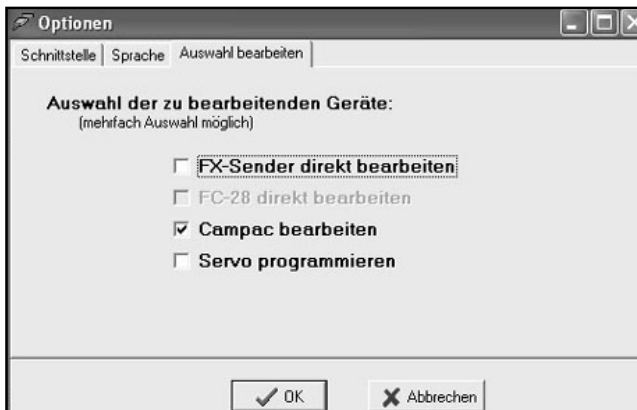 Optionen
Schnittstelle Sprache Auswahl bearbeiten
Auswahl der zu bearbeitenden Geräte:
(mehrfach Auswahl möglich)
FX-Sender direkt bearbeiten
FC-28 direkt bearbeiten
Campac bearbeiten
Servo programmieren
OK Abbrechen